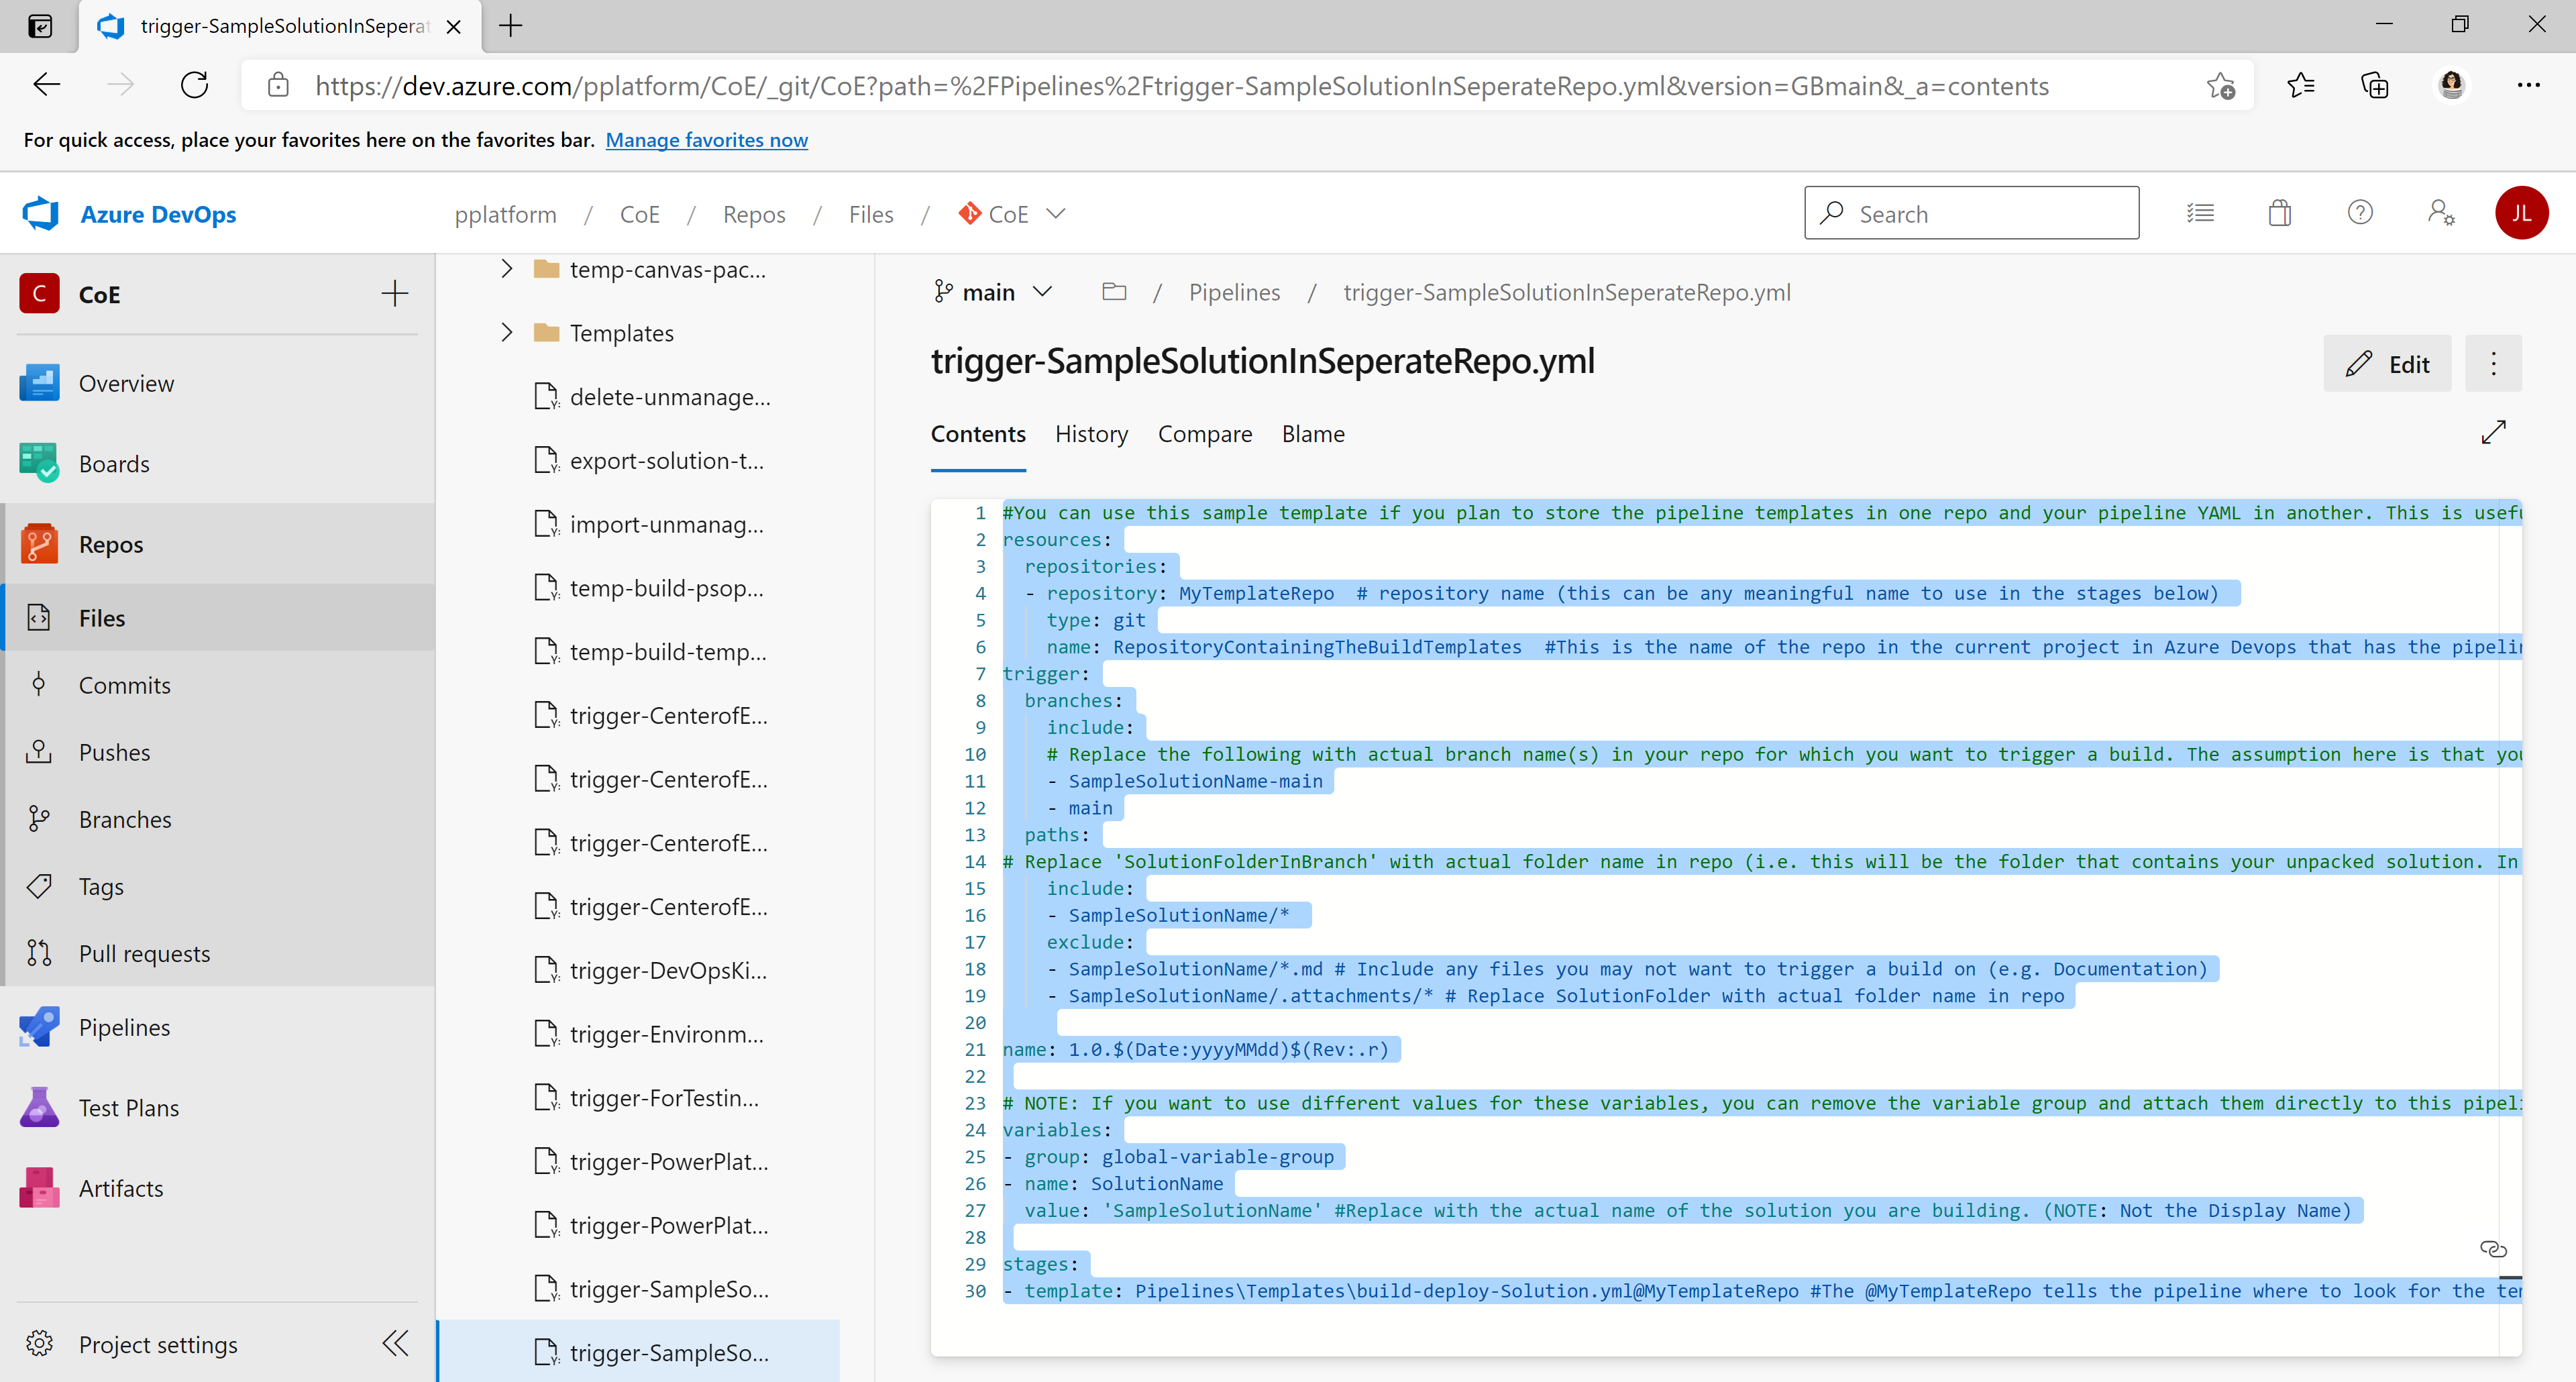 trigger-SampleSolutionInSeperat
https://dev.azure.com/pplatform/CoE/_git/CoE?path=%2FPipelines%2Ftrigger-SampleSolutionInSeperateRepo.yml&version=GBmain&_a=contents
For quick access, place your favorites here on the favorites bar. Manage favorites now
Azure DevOps
pplatform / CoE / Repos / Files / CoE
Search
JL
C CoE
Overview
Boards
Repos
Files
Commits
Pushes
Branches
Tags
Pull requests
Pipelines
Test Plans
Artifacts
Project settings
temp-canvas-pac...
Templates
delete-unmanage...
export-solution-t...
import-unmanag...
temp-build-psop...
temp-build-temp...
trigger-CenterofE...
trigger-CenterofE...
trigger-CenterofE...
trigger-CenterofE...
trigger-DevOpsKi...
trigger-Environm...
trigger-ForTestin...
trigger-PowerPlat...
trigger-PowerPlat...
trigger-SampleSo...
trigger-SampleSo...
main / Pipelines / trigger-SampleSolutionInSeperateRepo.yml
trigger-SampleSolutionInSeperateRepo.yml
Edit
Contents History Compare Blame
1 #You can use this sample template if you plan to store the pipeline templates in one repo and your pipeline YAML in another. This is usefu
2 resources:
3 repositories:
4 - repository: MyTemplateRepo # repository name (this can be any meaningful name to use in the stages below)
5 type: git
6 name: RepositoryContainingTheBuildTemplates #This is the name of the repo in the current project in Azure Devops that has the pipelin
7 trigger:
8 branches:
9 include:
10 # Replace the following with actual branch name(s) in your repo for which you want to trigger a build. The assumption here is that you
11 - SampleSolutionName-main
12 - main
13 paths:
14 # Replace 'SolutionFolderInBranch' with actual folder name in repo (i.e. this will be the folder that contains your unpacked solution. In
15 include:
16 - SampleSolutionName/*
17 exclude:
18 - SampleSolutionName/*.md # Include any files you may not want to trigger a build on (e.g. Documentation)
19 - SampleSolutionName/.attachments/* # Replace SolutionFolder with actual folder name in repo
20
21 name: 1.0.$(Date:yyyyMMdd)$(Rev:.r)
22
23 # NOTE: If you want to use different values for these variables, you can remove the variable group and attach them directly to this pipeli
24 variables:
25 - group: global-variable-group
26 - name: SolutionName
27 value: 'SampleSolutionName' #Replace with the actual name of the solution you are building. (NOTE: Not the Display Name)
28
29 stages:
30 - template: Pipelines\Templates\build-deploy-Solution.yml@MyTemplateRepo #The @MyTemplateRepo tells the pipeline where to look for the te